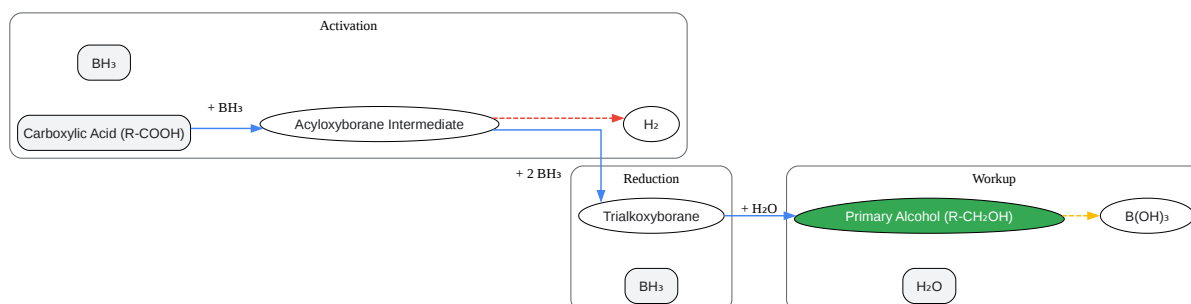 Activation
BH₃
+ BH₃
Carboxylic Acid (R-COOH)
Acyloxyborane Intermediate
H₂
+ 2 BH₃
Reduction
Workup
Trialkoxyborane
+ H₂O
Primary Alcohol (R-CH₂OH)
B(OH)₃
BH₃
H₂O